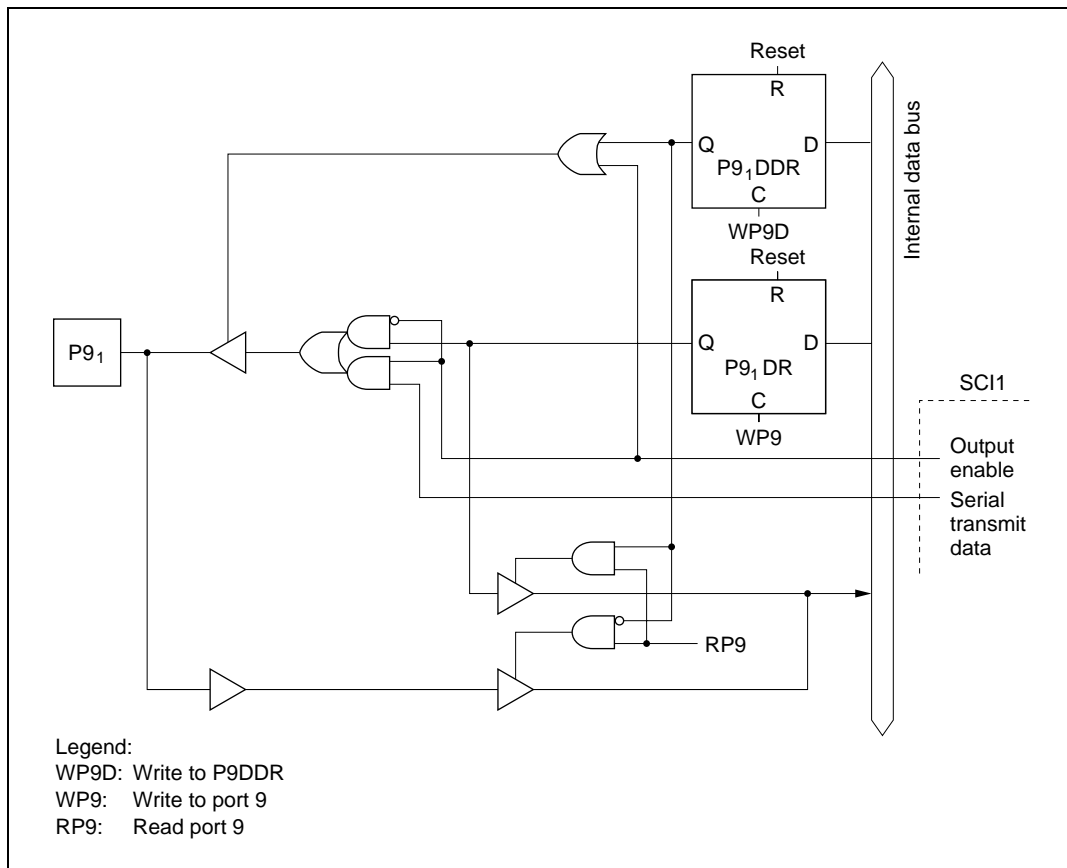 Reset
R
Q D
P9₁DDR
C
WP9D
Internal data bus
Reset
R
P9₁
Q D
P9₁DR
C
WP9
SCI1
Output
enable
Serial
transmit
data
RP9
Legend:
WP9D: Write to P9DDR
WP9: Write to port 9
RP9: Read port 9